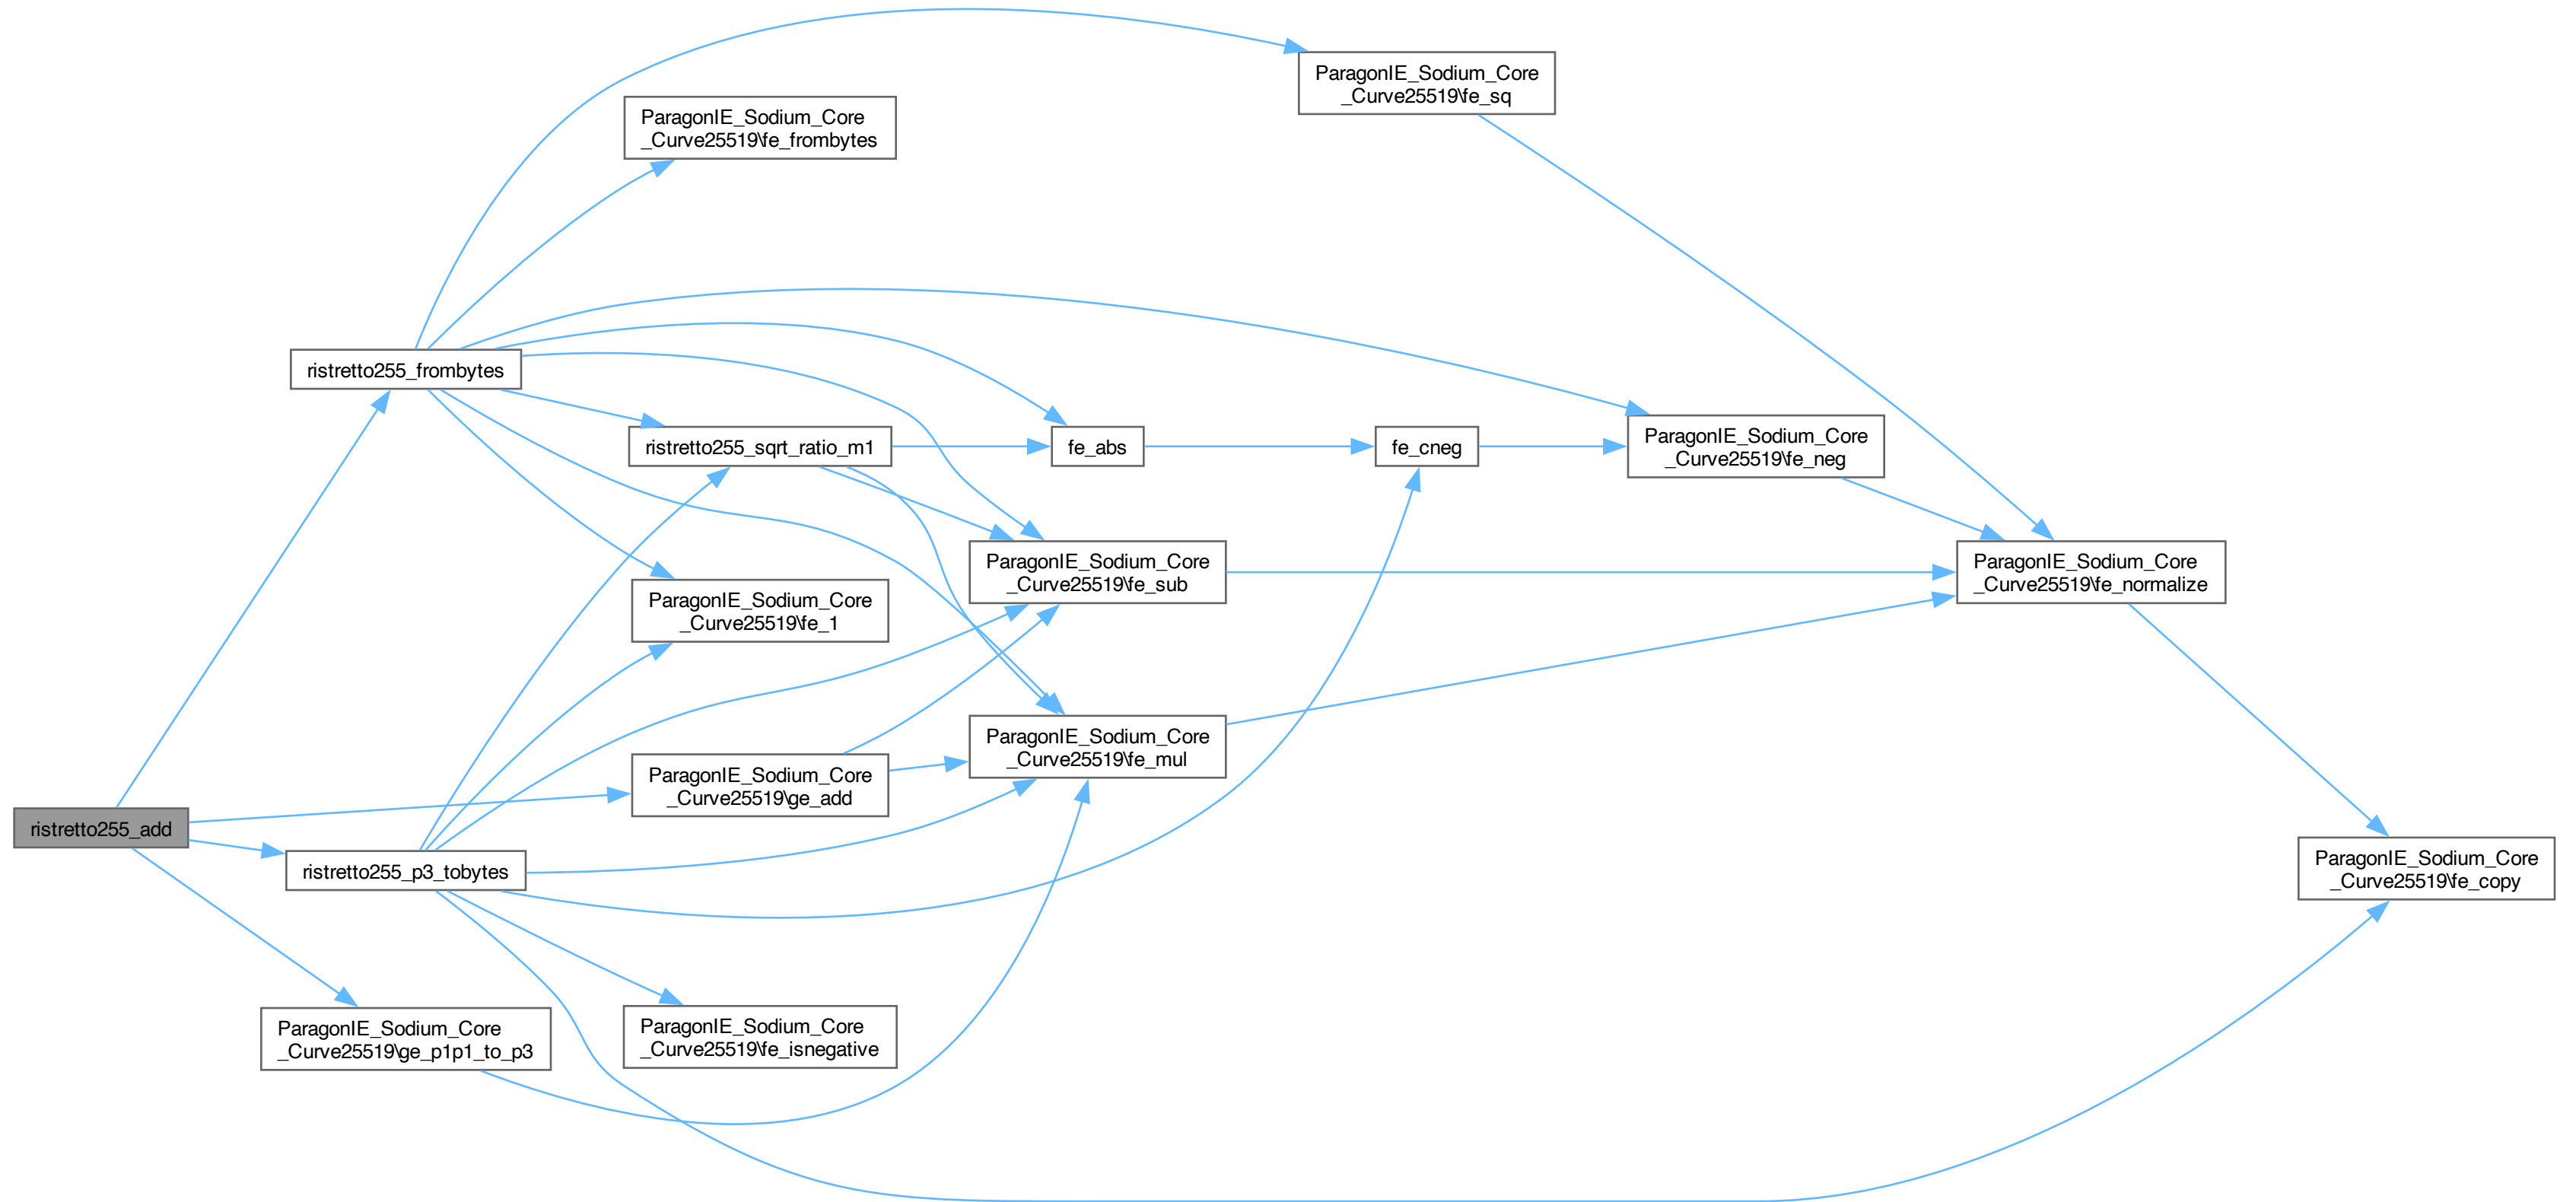 ParagonIE_Sodium_Core
_Curve25519\fe_sq
ParagonIE_Sodium_Core
_Curve25519\fe_frombytes
ristretto255_frombytes
ristretto255_sqrt_ratio_m1
fe_abs
fe_cneg
ParagonIE_Sodium_Core
_Curve25519\fe_neg
ParagonIE_Sodium_Core
_Curve25519\fe_sub
ParagonIE_Sodium_Core
_Curve25519\fe_normalize
ParagonIE_Sodium_Core
_Curve25519\fe_1
ParagonIE_Sodium_Core
_Curve25519\fe_mul
ParagonIE_Sodium_Core
_Curve25519\ge_add
ristretto255_add
ristretto255_p3_tobytes
ParagonIE_Sodium_Core
_Curve25519\fe_copy
ParagonIE_Sodium_Core
_Curve25519\ge_p1p1_to_p3
ParagonIE_Sodium_Core
_Curve25519\fe_isnegative